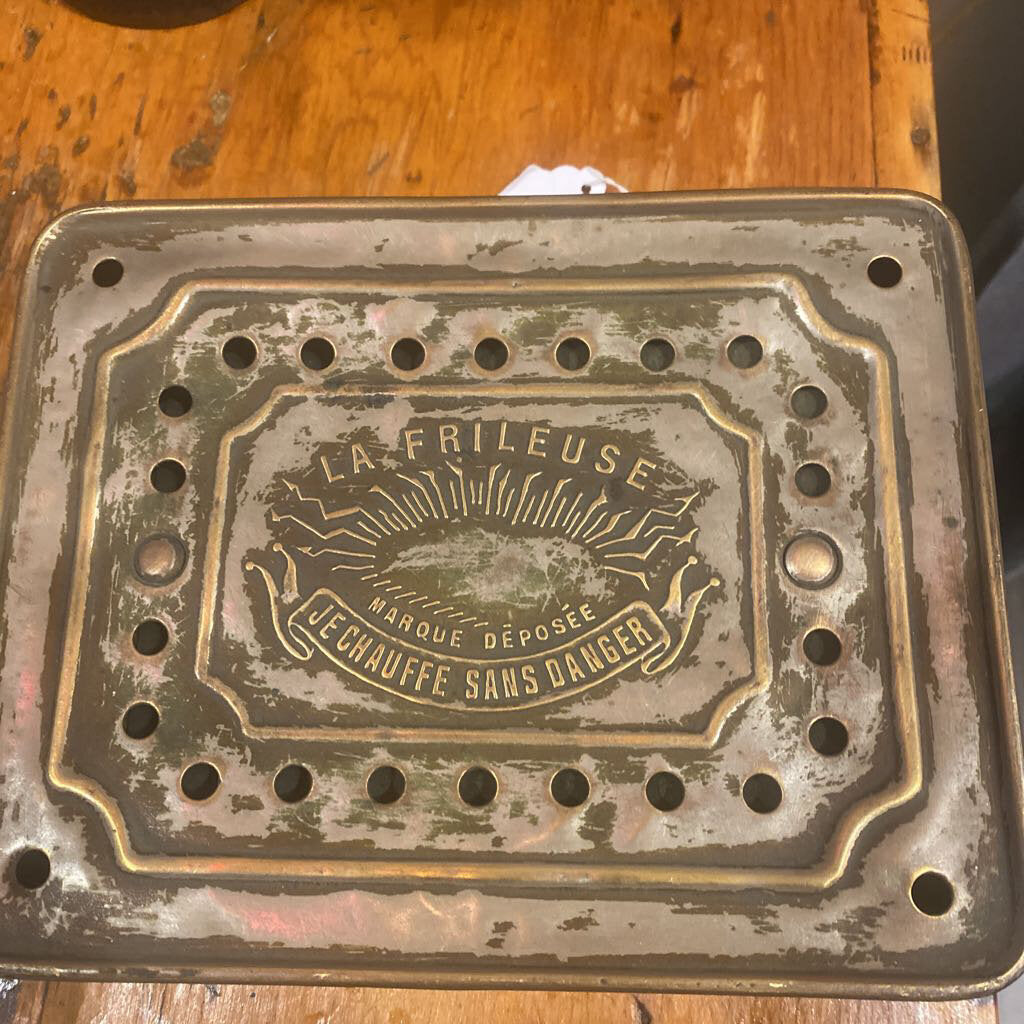 LA FRILEUSE
MARQUE DÉPOSÉE
JE CHAUFFE SANS DANGER